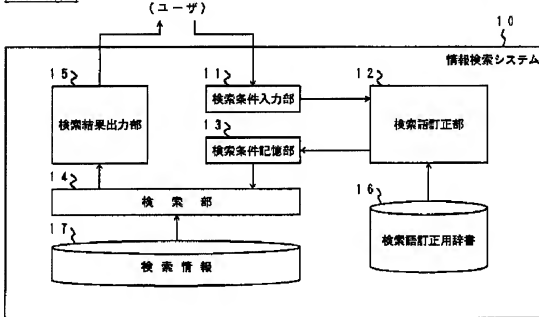 (ユーザ)
10
情報検索システム
15
11
12
検索結果出力部
検索条件入力部
検索語訂正部
13
検索条件記憶部
14
検索部
16
17
検索語訂正用辞書
検索情報